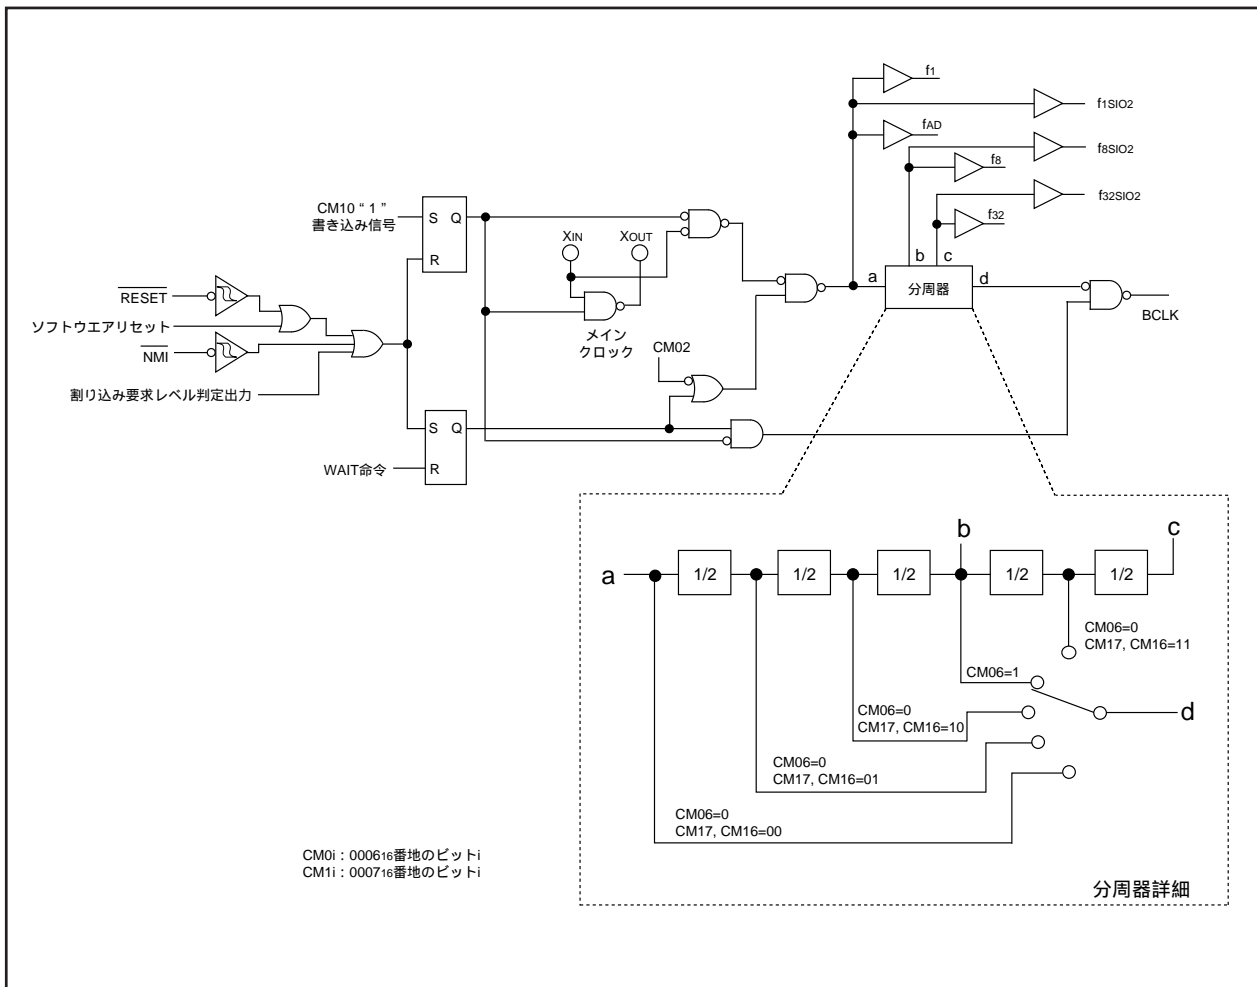 f1
f1SIO2
fAD
f8SIO2
f8
f32SIO2
f32
CM10 “ 1 ”
書き込み信号
S Q
R
XIN
XOUT
b
c
a
分周器
d
RESET
ソフトウエアリセット
NMI
割り込み要求レベル判定出力
メイン
クロック
CM02
BCLK
S Q
R
WAIT命令
a
1/2
1/2
1/2
b
1/2
1/2
c
CM06=0
CM17, CM16=11
CM06=1
CM06=0
CM17, CM16=10
d
CM06=0
CM17, CM16=01
CM06=0
CM17, CM16=00
CM0i : 000616番地のビットi
CM1i : 000716番地のビットi
分周器詳細